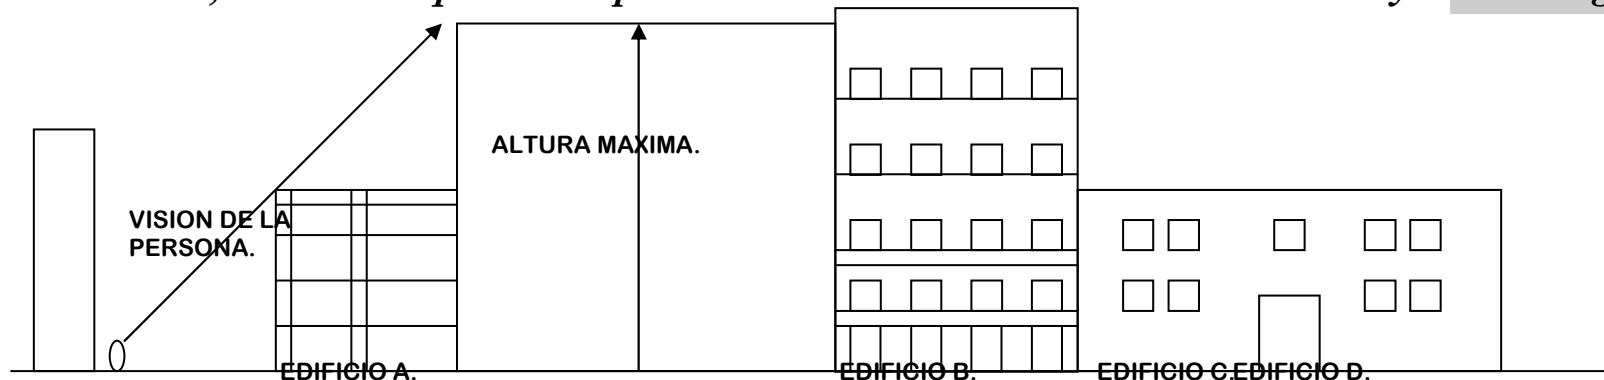 ALTURA MAXIMA.
VISION DE LA
PERSONA.
EDIFICIO A.
EDIFICIO B.
EDIFICIO C.
EDIFICIO D.